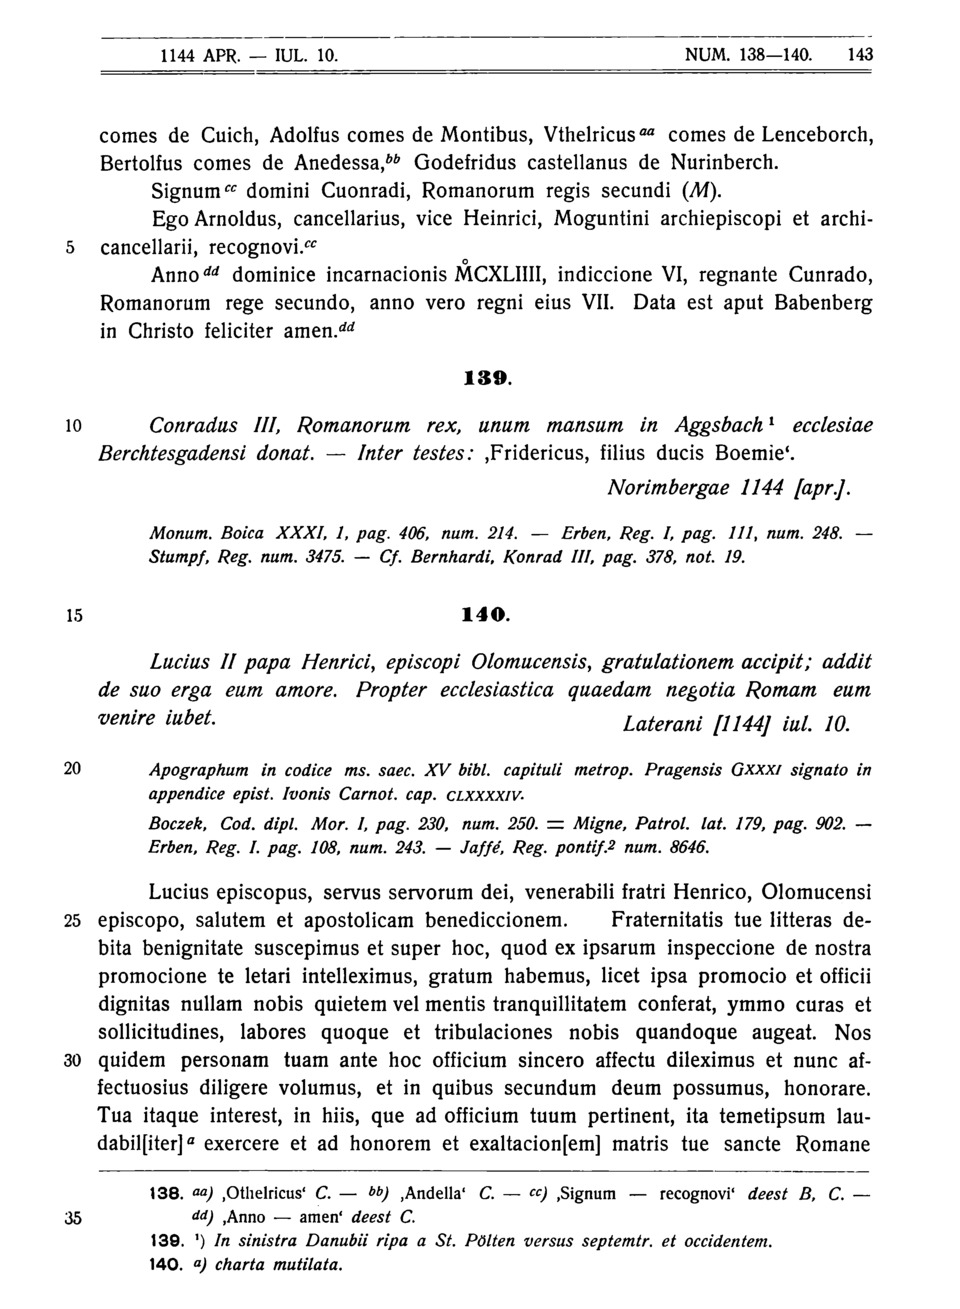 1144 APR. — IUL. 10. NUM. 138—140. 143
comes de Cuich, Adolfus comes de Montibus, Vthelricus aa comes de Lenceborch,
Bertolfus comes de Anedessa,bb Godefridus castellanus de Nurinberch.
Signum cc domini Cuonradi, Romanorum regis secundi (M).
Ego Arnoldus, cancellarius, vice Heinrici, Moguntini archiepiscopi et archi-
5 cancellarii, recognovi.cc
Anno dd dominice incarnacionis M̊CXLIIII, indiccione VI, regnante Cunrado,
Romanorum rege secundo, anno vero regni eius VII. Data est aput Babenberg
in Christo feliciter amen.dd
139.
10 Conradus III, Romanorum rex, unum mansum in Aggsbach 1 ecclesiae
Berchtesgadensi donat. — Inter testes: ‚Fridericus, filius ducis Boemie‘.
Norimbergae 1144 [apr.].
Monum. Boica XXXI, 1, pag. 406, num. 214. — Erben, Reg. I, pag. 111, num. 248. —
Stumpf, Reg. num. 3475. — Cf. Bernhardi, Konrad III, pag. 378, not. 19.
15 140.
Lucius II papa Henrici, episcopi Olomucensis, gratulationem accipit; addit
de suo erga eum amore. Propter ecclesiastica quaedam negotia Romam eum
venire iubet. Laterani [1144] iul. 10.
20 Apographum in codice ms. saec. XV bibl. capituli metrop. Pragensis GXXXI signato in
appendice epist. Ivonis Carnot. cap. CLXXXXIV.
Boczek, Cod. dipl. Mor. I, pag. 230, num. 250. = Migne, Patrol. lat. 179, pag. 902. —
Erben, Reg. I. pag. 108, num. 243. — Jaffé, Reg. pontif.2 num. 8646.
Lucius episcopus, servus servorum dei, venerabili fratri Henrico, Olomucensi
25 episcopo, salutem et apostolicam benediccionem. Fraternitatis tue litteras de-
bita benignitate suscepimus et super hoc, quod ex ipsarum inspeccione de nostra
promocione te letari intelleximus, gratum habemus, licet ipsa promocio et officii
dignitas nullam nobis quietem vel mentis tranquillitatem conferat, ymmo curas et
sollicitudines, labores quoque et tribulaciones nobis quandoque augeat. Nos
30 quidem personam tuam ante hoc officium sincero affectu dileximus et nunc af-
fectuosius diligere volumus, et in quibus secundum deum possumus, honorare.
Tua itaque interest, in hiis, que ad officium tuum pertinent, ita temetipsum lau-
dabil[iter] a exercere et ad honorem et exaltacion[em] matris tue sancte Romane
138. aa) ‚Othelricus‘ C. — bb) ‚Andella‘ C. — cc) ‚Signum — recognovi‘ deest B, C. —
35 dd) ‚Anno — amen‘ deest C.
139. 1) In sinistra Danubii ripa a St. Pölten versus septemtr. et occidentem.
140. a) charta mutilata.